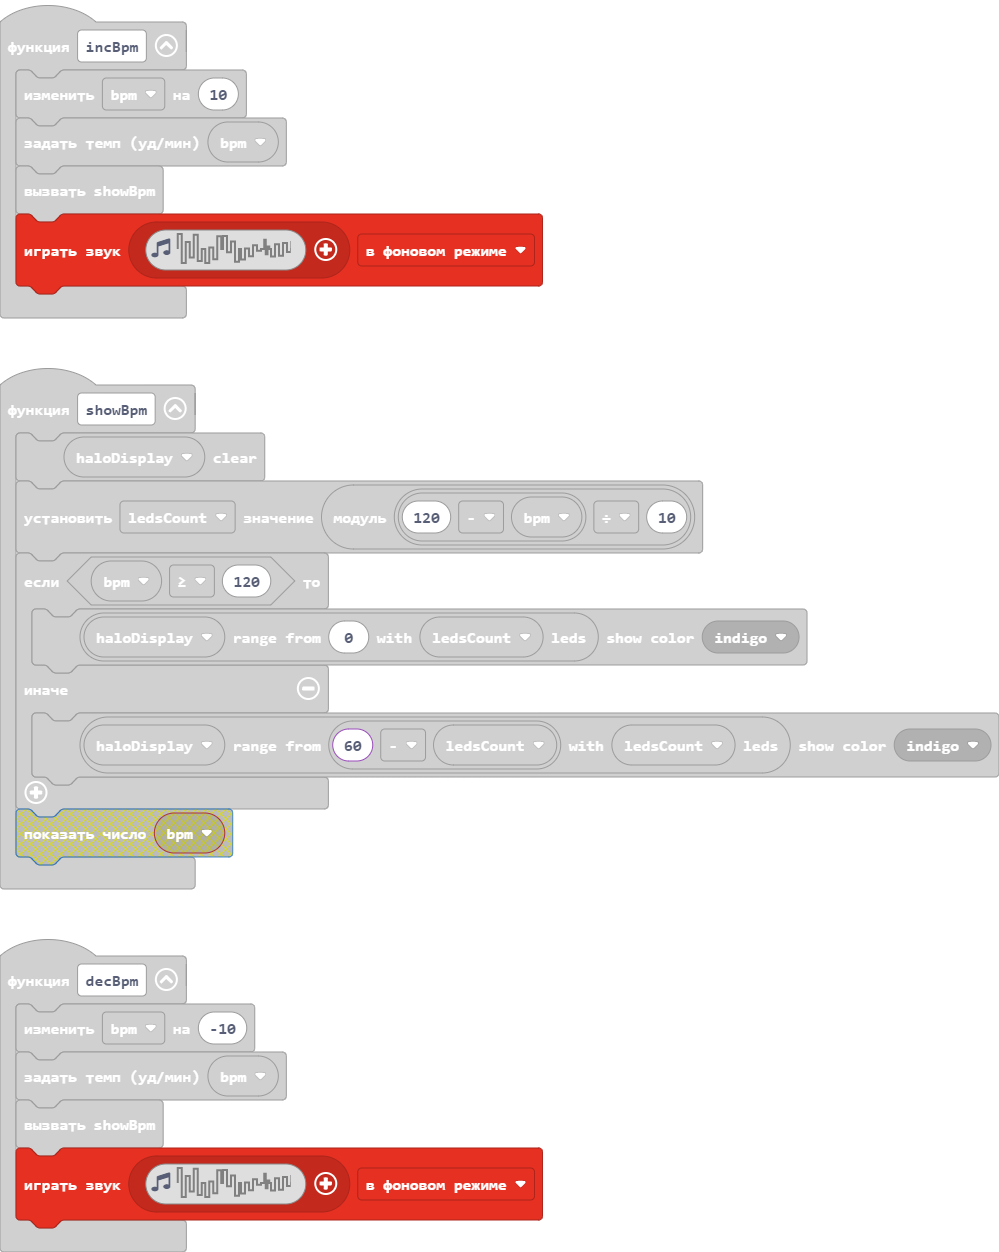 функция incBpm
изменить bpm на 10
задать темп (уд/мин) bpm
вызвать showBpm
играть звук в фоновом режиме
функция showBpm
haloDisplay clear
установить ledsCount значение модуль 120 - bpm ÷ 10
если bpm ≥ 120 то
haloDisplay range from 0 with ledsCount leds show color indigo
иначе
haloDisplay range from 60 - ledsCount with ledsCount leds show color indigo
показать число bpm
функция decBpm
изменить bpm на -10
задать темп (уд/мин) bpm
вызвать showBpm
играть звук в фоновом режиме